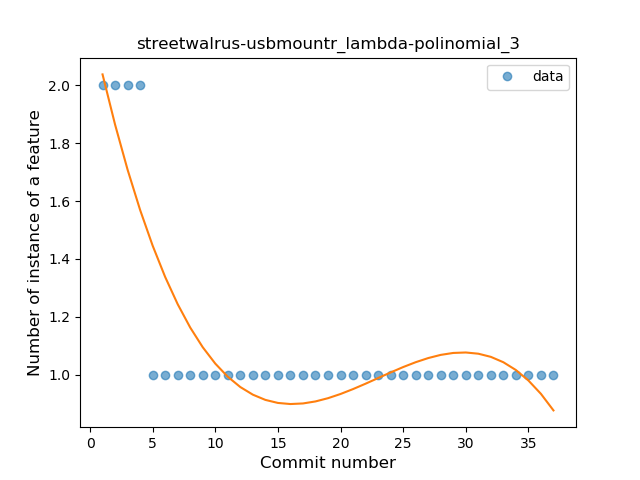 streetwalrus-usbmountr_lambda-polinomial_3
data
Number of instance of a feature
2.0
1.8
1.6
1.4
1.2
1.0
0 5 10 15 20 25 30 35
Commit number